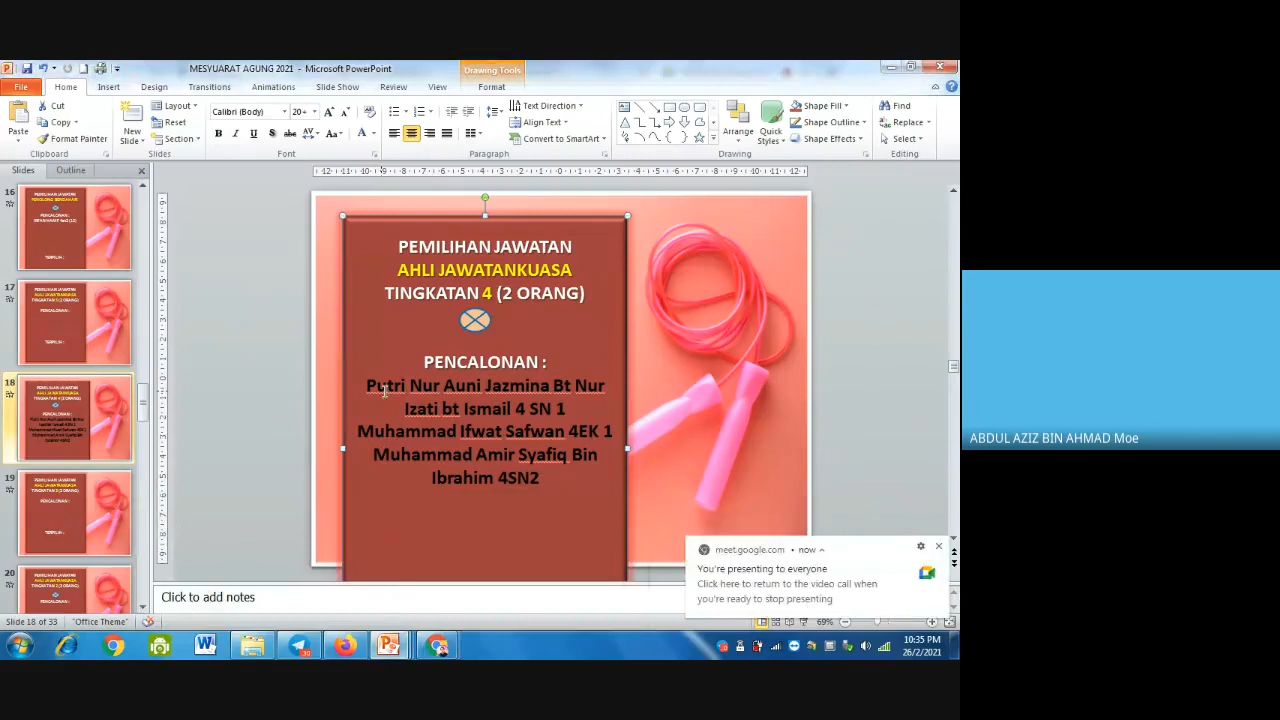 MESYUARAT AGUNG 2021 - Microsoft PowerPoint
Drawing Tools
File Home Insert Design Transitions Animations Slide Show Review View Format
Paste
Cut
Copy
Format Painter
Clipboard
New Slide
Layout
Reset
Section
Slides
Calibri (Body) 20+
Font
Paragraph
Text Direction
Align Text
Convert to SmartArt
Arrange
Quick Styles
Shape Fill
Shape Outline
Shape Effects
Drawing
Find
Replace
Select
Editing
Slides Outline
16
17
18
19
20
PEMILIHAN JAWATAN
AHLI JAWATANKUASA
TINGKATAN 4 (2 ORANG)
PENCALONAN :
Putri Nur Auni Jazmina Bt Nur
Izati bt Ismail 4 SN 1
Muhammad Ifwat Safwan 4EK 1
Muhammad Amir Syafiq Bin
Ibrahim 4SN2
ABDUL AZIZ BIN AHMAD Moe
meet.google.com • now
You're presenting to everyone
Click here to return to the video call when
you're ready to stop presenting
Click to add notes
Slide 18 of 33 "Office Theme" 69%
10:35 PM
26/2/2021